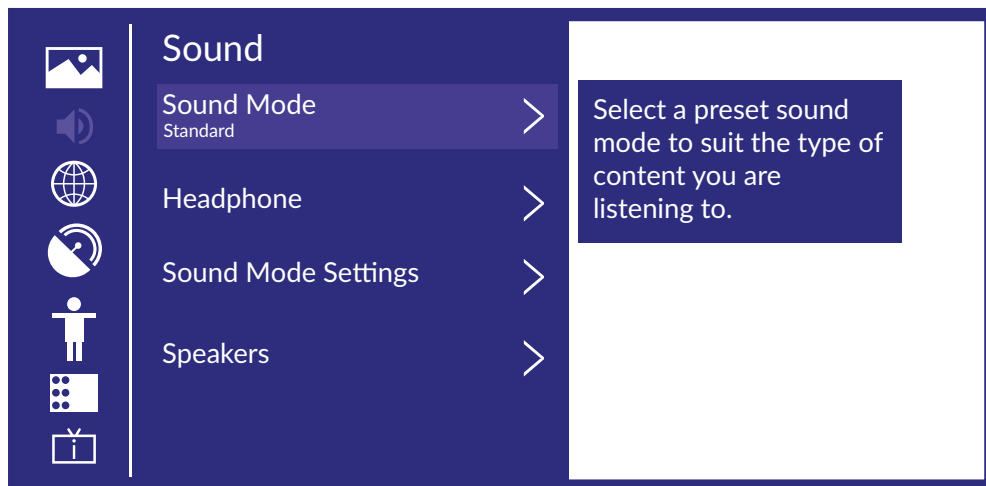 Sound
Sound Mode
Standard
Headphone
Sound Mode Settings
Speakers
Select a preset sound
mode to suit the type of
content you are
listening to.
i